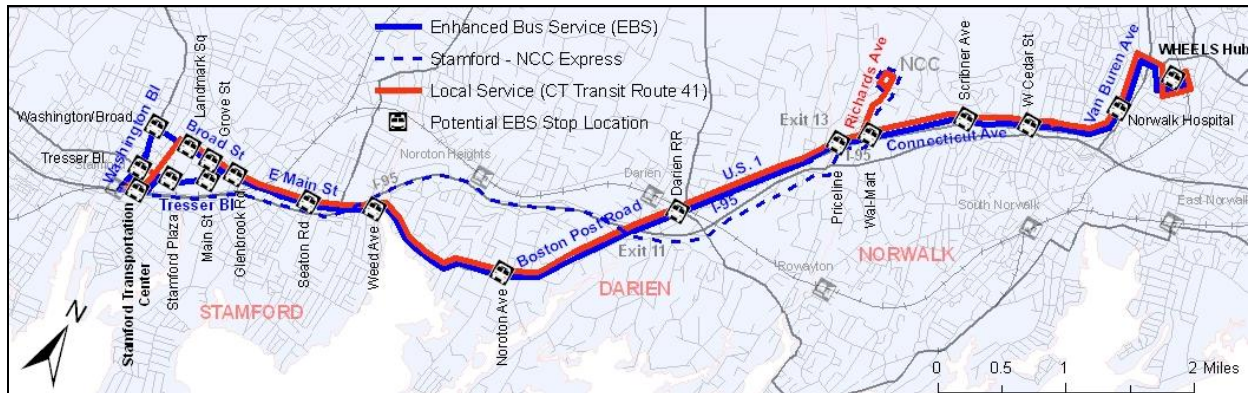 Enhanced Bus Service (EBS)
Stamford - NCC Express
Local Service (CT Transit Route 41)
Potential EBS Stop Location
Washington/Broad
Tresser Bl
Washington Bl
Landmark Sq
Grove St
Broad St
E Main St
Tresser Bl
Stamford Transportation
Center
Stamford Plaza
Main St
Glenbrook Rd
Seaton Rd
Weed Ave
I-95
Noroton Heights
Noroton Ave
Boston Post Road
Darien
Darien RR
Exit 11
I-95
U.S. 1
Exit 13
Richards Ave
NCC
I-95
Priceline
Wal-Mart
Connecticut Ave
Scribner Ave
W Cedar St
Van Buren Ave
WHEELS Hub
Norwalk Hospital
South Norwalk
East Norwalk
Rowayton
STAMFORD
DARIEN
NORWALK
N
0 0.5 1 2 Miles